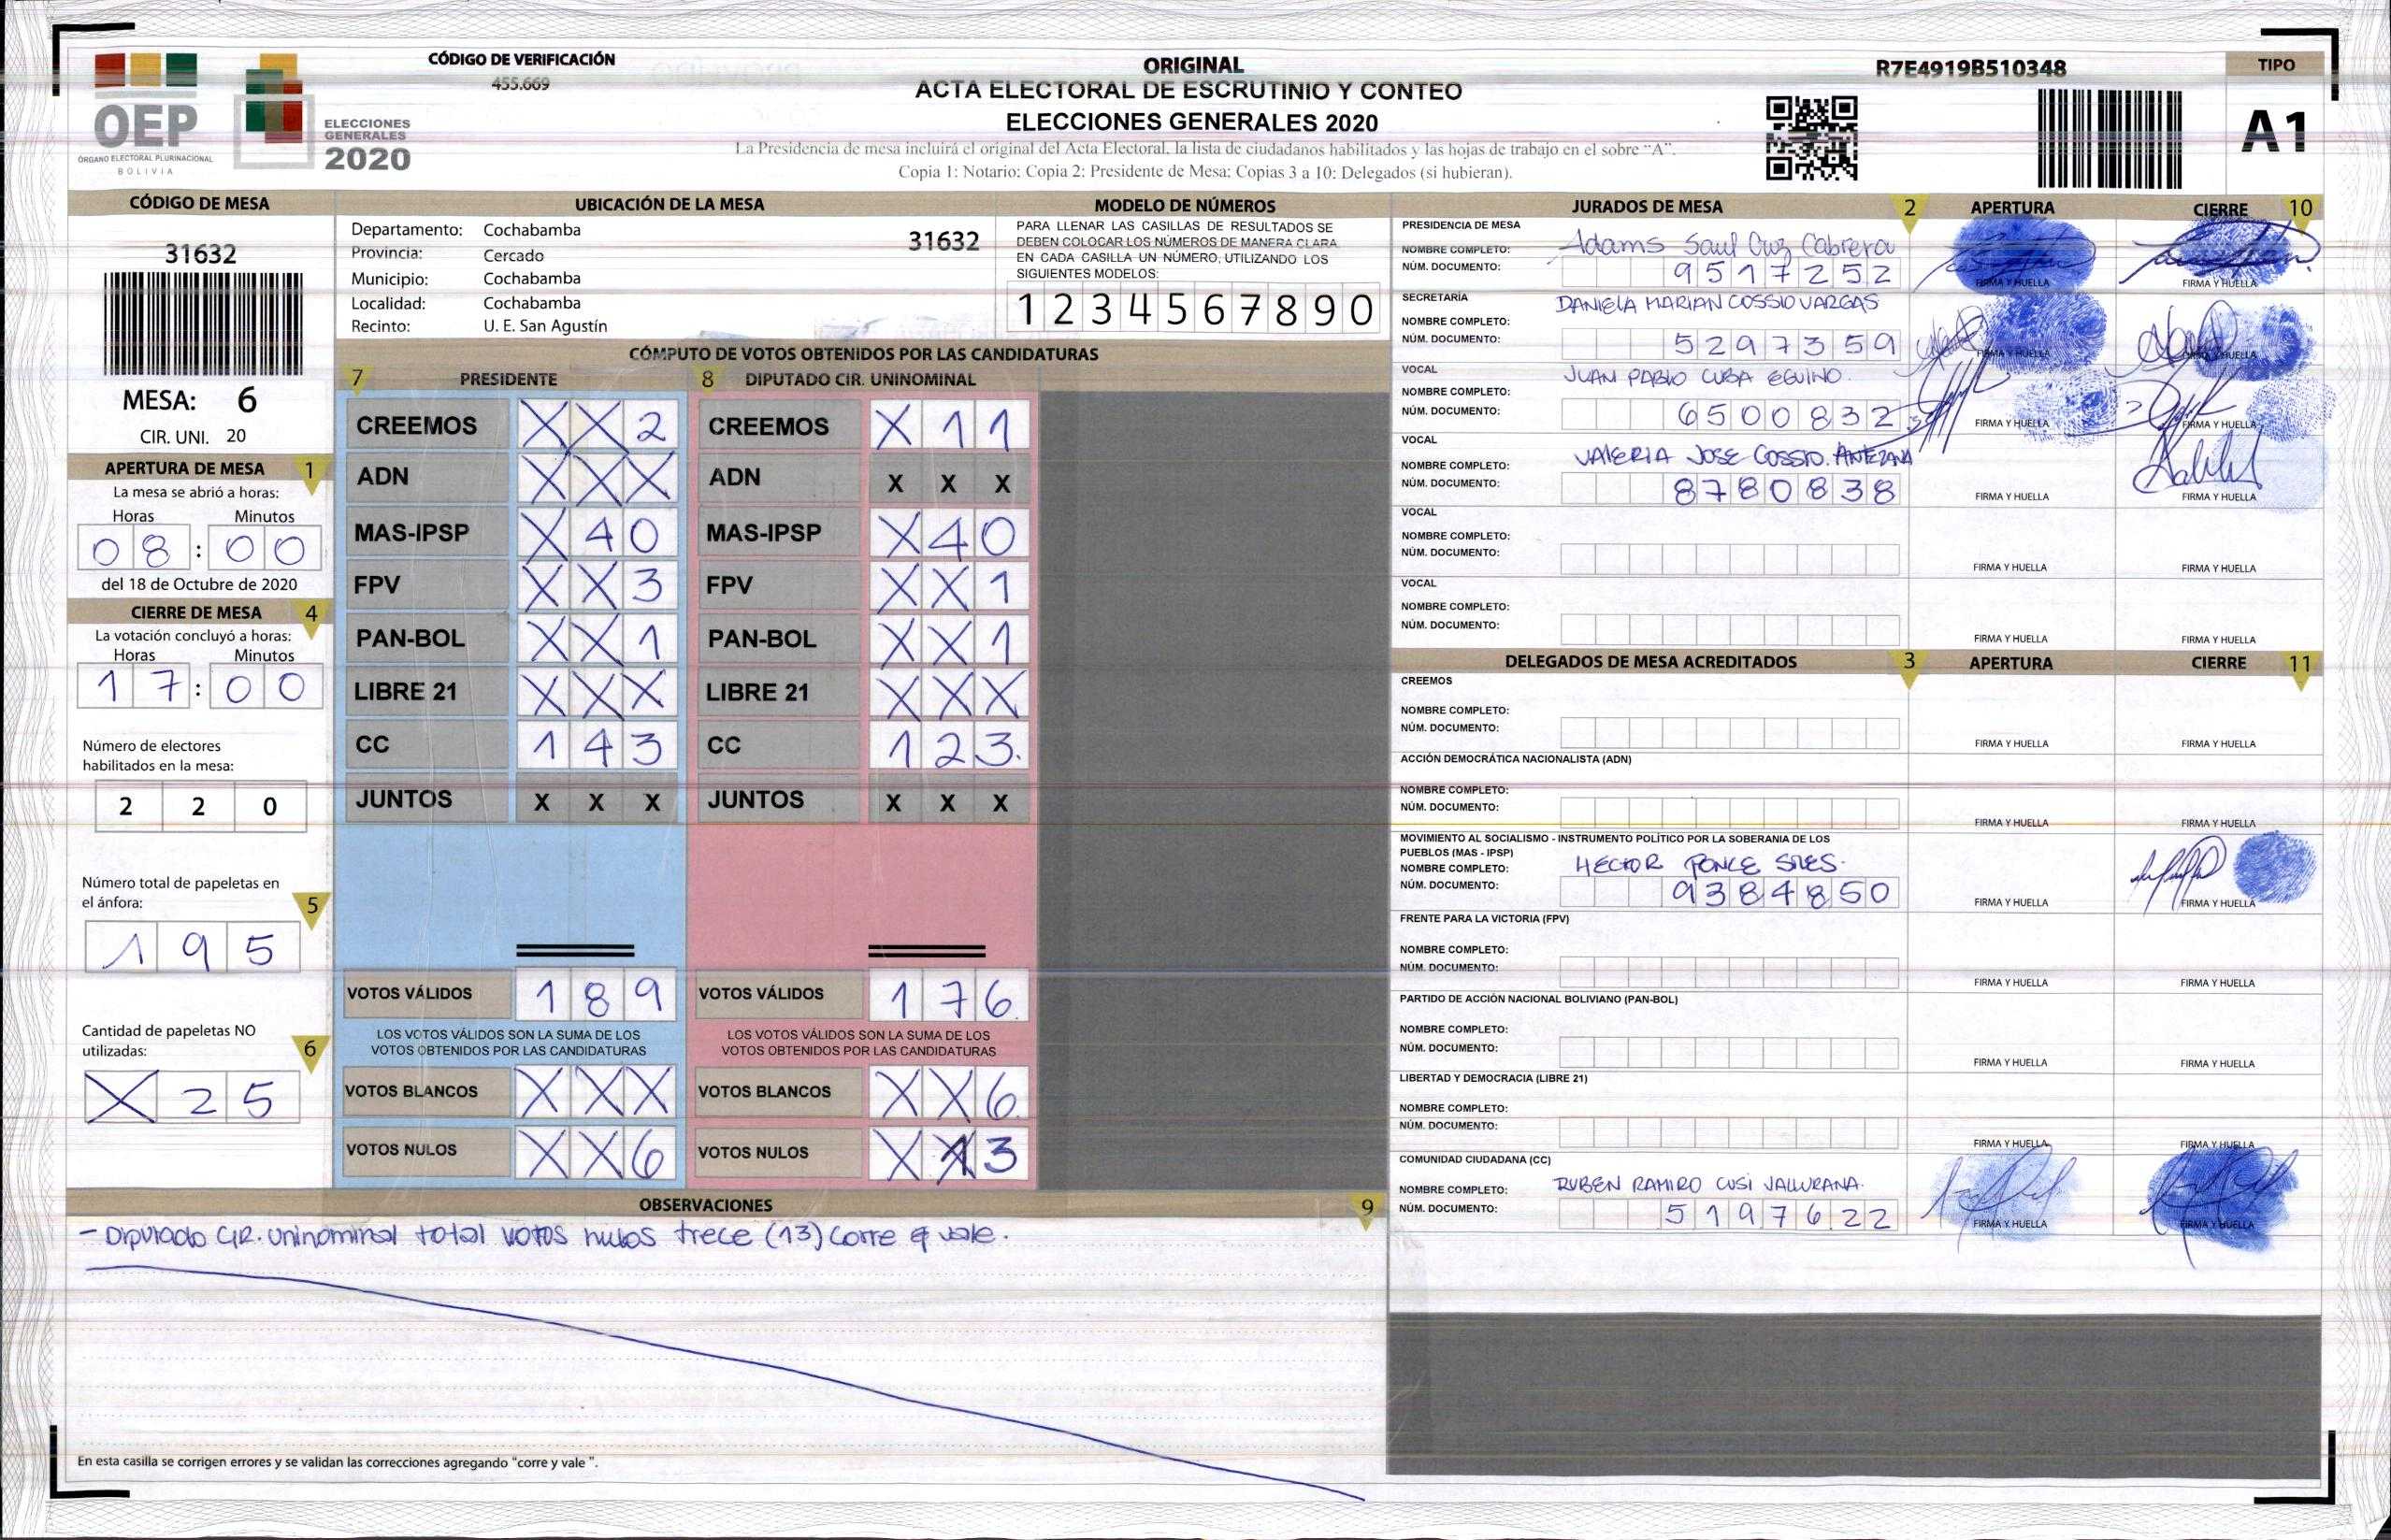 CÓDIGO DE VERIFICACIÓN
455.669
ORIGINAL
ACTA ELECTORAL DE ESCRUTINIO Y CONTEO
ELECCIONES GENERALES 2020
La Presidencia de mesa incluirá el original del Acta Electoral, la lista de ciudadanos habilitados y las hojas de trabajo en el sobre "A".
Copia 1: Notario; Copia 2: Presidente de Mesa; Copias 3 a 10: Delegados (si hubieran).
R7E4919B510348
TIPO
A1
OEP
ÓRGANO ELECTORAL PLURINACIONAL
BOLIVIA
ELECCIONES
GENERALES
2020
CÓDIGO DE MESA
31632
MESA: 6
CIR. UNI. 20
APERTURA DE MESA 1
La mesa se abrió a horas:
Horas Minutos
08:00
del 18 de Octubre de 2020
CIERRE DE MESA 4
La votación concluyó a horas:
Horas Minutos
17:00
Número de electores
habilitados en la mesa:
2 2 0
Número total de papeletas en
el ánfora: 5
1 9 5
Cantidad de papeletas NO
utilizadas: 6
X 2 5
UBICACIÓN DE LA MESA
Departamento: Cochabamba
31632
Provincia: Cercado
Municipio: Cochabamba
Localidad: Cochabamba
Recinto: U. E. San Agustín
MODELO DE NÚMEROS
PARA LLENAR LAS CASILLAS DE RESULTADOS SE
DEBEN COLOCAR LOS NÚMEROS DE MANERA CLARA
EN CADA CASILLA UN NÚMERO, UTILIZANDO LOS
SIGUIENTES MODELOS:
1 2 3 4 5 6 7 8 9 0
CÓMPUTO DE VOTOS OBTENIDOS POR LAS CANDIDATURAS
7 PRESIDENTE 8 DIPUTADO CIR. UNINOMINAL
CREEMOS X X 2 CREEMOS X 1 1
ADN X X X ADN X X X
MAS-IPSP X 4 0 MAS-IPSP X 4 0
FPV X X 3 FPV X X 1
PAN-BOL X X 1 PAN-BOL X X 1
LIBRE 21 X X X LIBRE 21 X X X
CC 1 4 3 CC 1 2 3.
JUNTOS X X X JUNTOS X X X
VOTOS VÁLIDOS 1 8 9 VOTOS VÁLIDOS 1 7 6.
LOS VOTOS VÁLIDOS SON LA SUMA DE LOS LOS VOTOS VÁLIDOS SON LA SUMA DE LOS
VOTOS OBTENIDOS POR LAS CANDIDATURAS VOTOS OBTENIDOS POR LAS CANDIDATURAS
VOTOS BLANCOS X X X VOTOS BLANCOS X X 6.
VOTOS NULOS X X 6 VOTOS NULOS X 1 3
OBSERVACIONES 9
- Diputado CIR. Uninominal total votos nulos trece (13) Corre y vale.
En esta casilla se corrigen errores y se validan las correcciones agregando "corre y vale ".
JURADOS DE MESA 2 APERTURA CIERRE 10
PRESIDENCIA DE MESA
NOMBRE COMPLETO: Adams Saul Cruz Cabrera
NÚM. DOCUMENTO: 9517252
FIRMA Y HUELLA FIRMA Y HUELLA
SECRETARÍA
NOMBRE COMPLETO: DANIELA MARIAN COSSIO VARGAS
NÚM. DOCUMENTO: 5297359
FIRMA Y HUELLA FIRMA Y HUELLA
VOCAL
NOMBRE COMPLETO: JUAN PABLO CUBA EGUINO.
NÚM. DOCUMENTO: 6500832
FIRMA Y HUELLA FIRMA Y HUELLA
VOCAL
NOMBRE COMPLETO: VALERIA JOSE COSSIO. ANTEZANA
NÚM. DOCUMENTO: 8780838
FIRMA Y HUELLA FIRMA Y HUELLA
VOCAL
NOMBRE COMPLETO:
NÚM. DOCUMENTO:
FIRMA Y HUELLA FIRMA Y HUELLA
VOCAL
NOMBRE COMPLETO:
NÚM. DOCUMENTO:
FIRMA Y HUELLA FIRMA Y HUELLA
DELEGADOS DE MESA ACREDITADOS 3 APERTURA CIERRE 11
CREEMOS
NOMBRE COMPLETO:
NÚM. DOCUMENTO:
FIRMA Y HUELLA FIRMA Y HUELLA
ACCIÓN DEMOCRÁTICA NACIONALISTA (ADN)
NOMBRE COMPLETO:
NÚM. DOCUMENTO:
FIRMA Y HUELLA FIRMA Y HUELLA
MOVIMIENTO AL SOCIALISMO - INSTRUMENTO POLÍTICO POR LA SOBERANIA DE LOS
PUEBLOS (MAS - IPSP)
NOMBRE COMPLETO: HECTOR PONCE SILES.
NÚM. DOCUMENTO: 9384850
FIRMA Y HUELLA FIRMA Y HUELLA
FRENTE PARA LA VICTORIA (FPV)
NOMBRE COMPLETO:
NÚM. DOCUMENTO:
FIRMA Y HUELLA FIRMA Y HUELLA
PARTIDO DE ACCIÓN NACIONAL BOLIVIANO (PAN-BOL)
NOMBRE COMPLETO:
NÚM. DOCUMENTO:
FIRMA Y HUELLA FIRMA Y HUELLA
LIBERTAD Y DEMOCRACIA (LIBRE 21)
NOMBRE COMPLETO:
NÚM. DOCUMENTO:
FIRMA Y HUELLA FIRMA Y HUELLA
COMUNIDAD CIUDADANA (CC)
NOMBRE COMPLETO: RUBEN RAMIRO CUSI
NÚM. DOCUMENTO: 5197622
FIRMA Y HUELLA FIRMA Y HUELLA